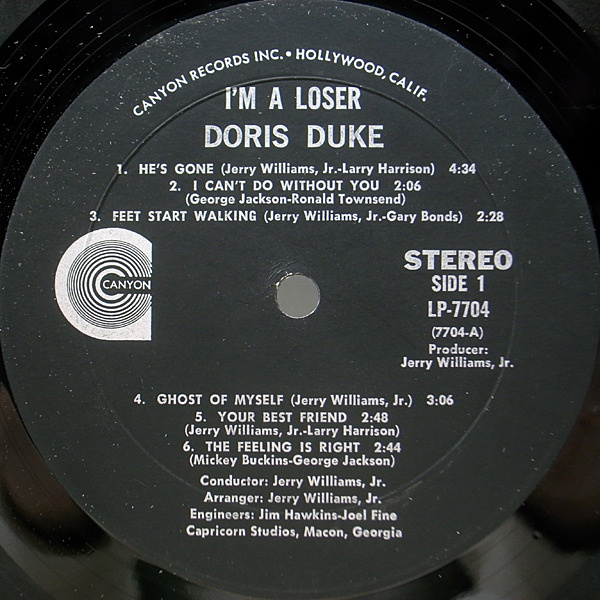 CANYON RECORDS INC. • HOLLYWOOD, CALIF.
I'M A LOSER
DORIS DUKE
1. HE'S GONE (Jerry Williams, Jr.-Larry Harrison) 4:34
2. I CAN'T DO WITHOUT YOU 2:06
(George Jackson-Ronald Townsend)
3. FEET START WALKING (Jerry Williams, Jr.-Gary Bonds) 2:28
CANYON
STEREO
SIDE 1
LP-7704
(7704-A)
Producer:
Jerry Williams, Jr.
4. GHOST OF MYSELF (Jerry Williams, Jr.) 3:06
5. YOUR BEST FRIEND 2:48
(Jerry Williams, Jr.-Larry Harrison)
6. THE FEELING IS RIGHT 2:44
(Mickey Buckins-George Jackson)
Conductor: Jerry Williams, Jr.
Arranger: Jerry Williams, Jr.
Engineers: Jim Hawkins-Joel Fine
Capricorn Studios, Macon, Georgia